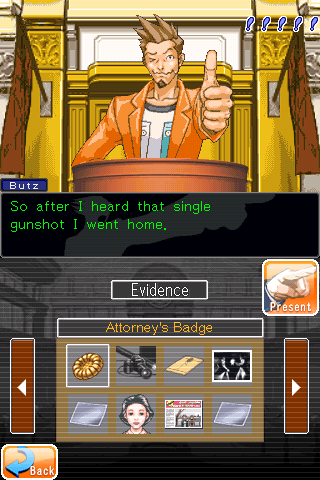 Butz
So after I heard that single
gunshot I went home.
Evidence
Present
Attorney's Badge
Back